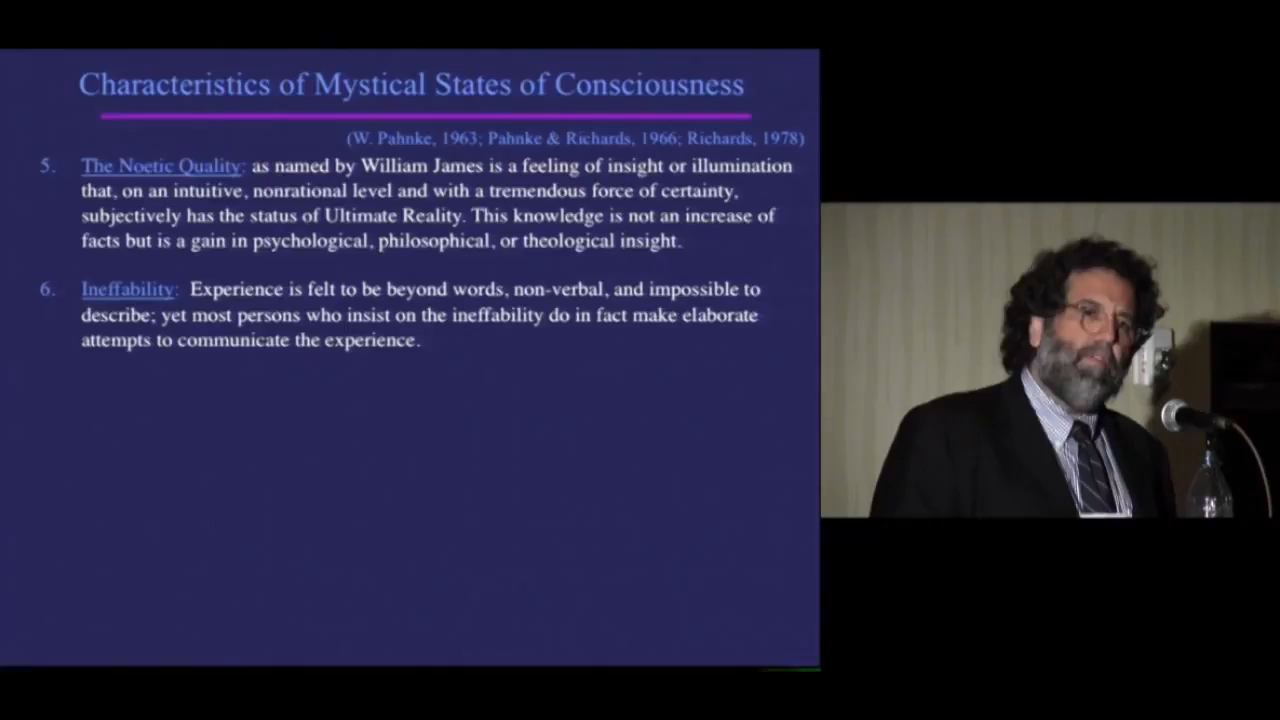 Characteristics of Mystical States of Consciousness
(W. Pahnke, 1963; Pahnke & Richards, 1966; Richards, 1978)
5. The Noetic Quality: as named by William James is a feeling of insight or illumination
that, on an intuitive, nonrational level and with a tremendous force of certainty,
subjectively has the status of Ultimate Reality. This knowledge is not an increase of
facts but is a gain in psychological, philosophical, or theological insight.
6. Ineffability: Experience is felt to be beyond words, non-verbal, and impossible to
describe; yet most persons who insist on the ineffability do in fact make elaborate
attempts to communicate the experience.